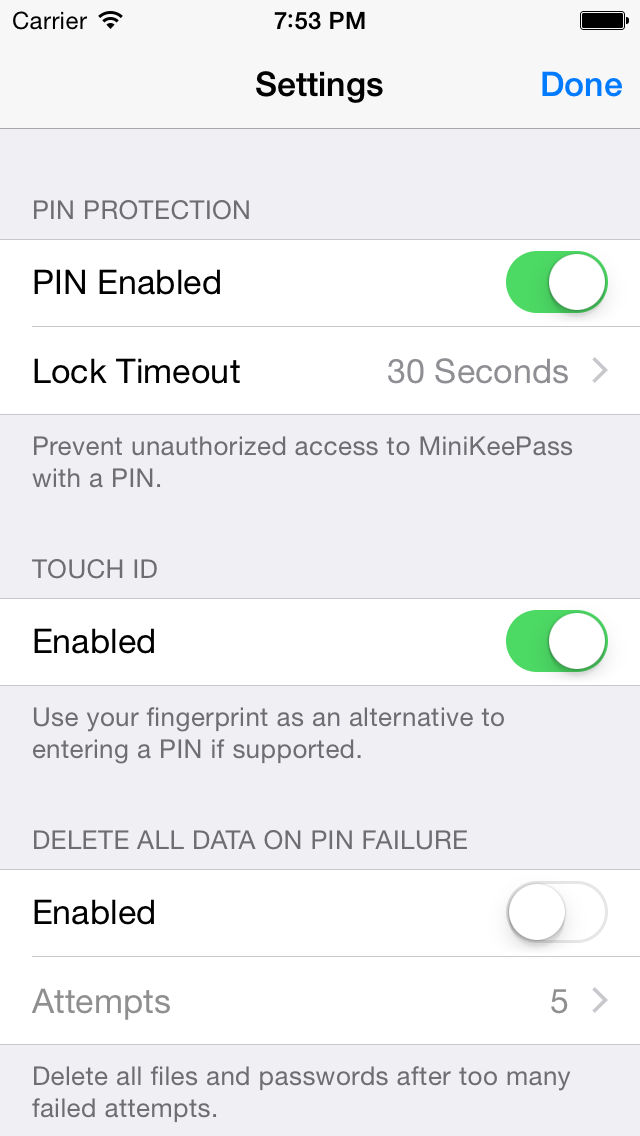 Carrier 7:53 PM
Settings Done
PIN PROTECTION
PIN Enabled
Lock Timeout 30 Seconds
Prevent unauthorized access to MiniKeePass
with a PIN.
TOUCH ID
Enabled
Use your fingerprint as an alternative to
entering a PIN if supported.
DELETE ALL DATA ON PIN FAILURE
Enabled
Attempts 5
Delete all files and passwords after too many
failed attempts.